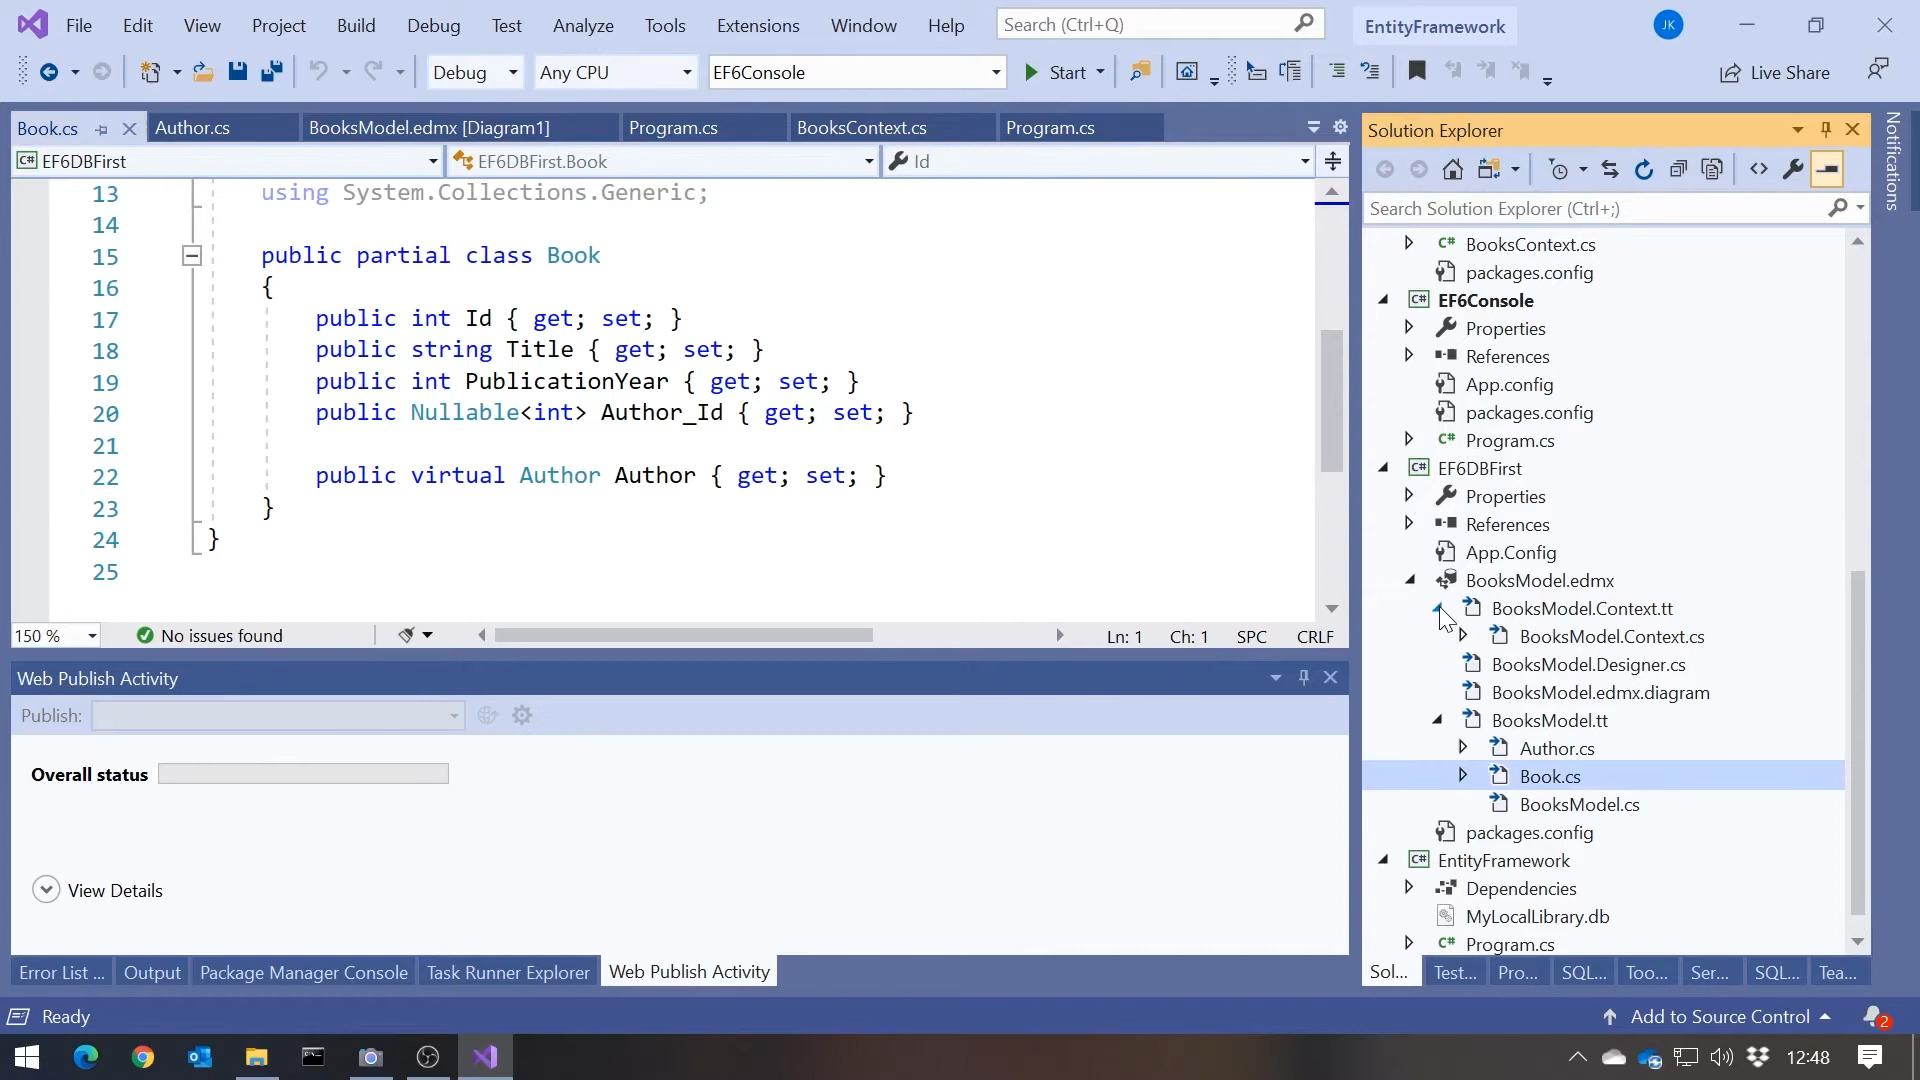 File Edit View Project Build Debug Test Analyze Tools Extensions Window Help Search (Ctrl+Q) EntityFramework JK
Debug Any CPU EF6Console Start Live Share
Book.cs Author.cs BooksModel.edmx [Diagram1] Program.cs BooksContext.cs Program.cs
C# EF6DBFirst EF6DBFirst.Book Id
13 using System.Collections.Generic;
14
15 public partial class Book
16 {
17 public int Id { get; set; }
18 public string Title { get; set; }
19 public int PublicationYear { get; set; }
20 public Nullable<int> Author_Id { get; set; }
21
22 public virtual Author Author { get; set; }
23 }
24 }
25
150 % No issues found Ln: 1 Ch: 1 SPC CRLF
Web Publish Activity
Publish:
Overall status
View Details
Error List ... Output Package Manager Console Task Runner Explorer Web Publish Activity
Solution Explorer
Search Solution Explorer (Ctrl+;)
C# BooksContext.cs
packages.config
C# EF6Console
Properties
References
App.config
packages.config
C# Program.cs
C# EF6DBFirst
Properties
References
App.Config
BooksModel.edmx
BooksModel.Context.tt
BooksModel.Context.cs
BooksModel.Designer.cs
BooksModel.edmx.diagram
BooksModel.tt
Author.cs
Book.cs
BooksModel.cs
packages.config
C# EntityFramework
Dependencies
MyLocalLibrary.db
C# Program.cs
Sol... Test... Pro... SQL... Too... Ser... SQL... Tea...
Notifications
Ready Add to Source Control 2
12:48